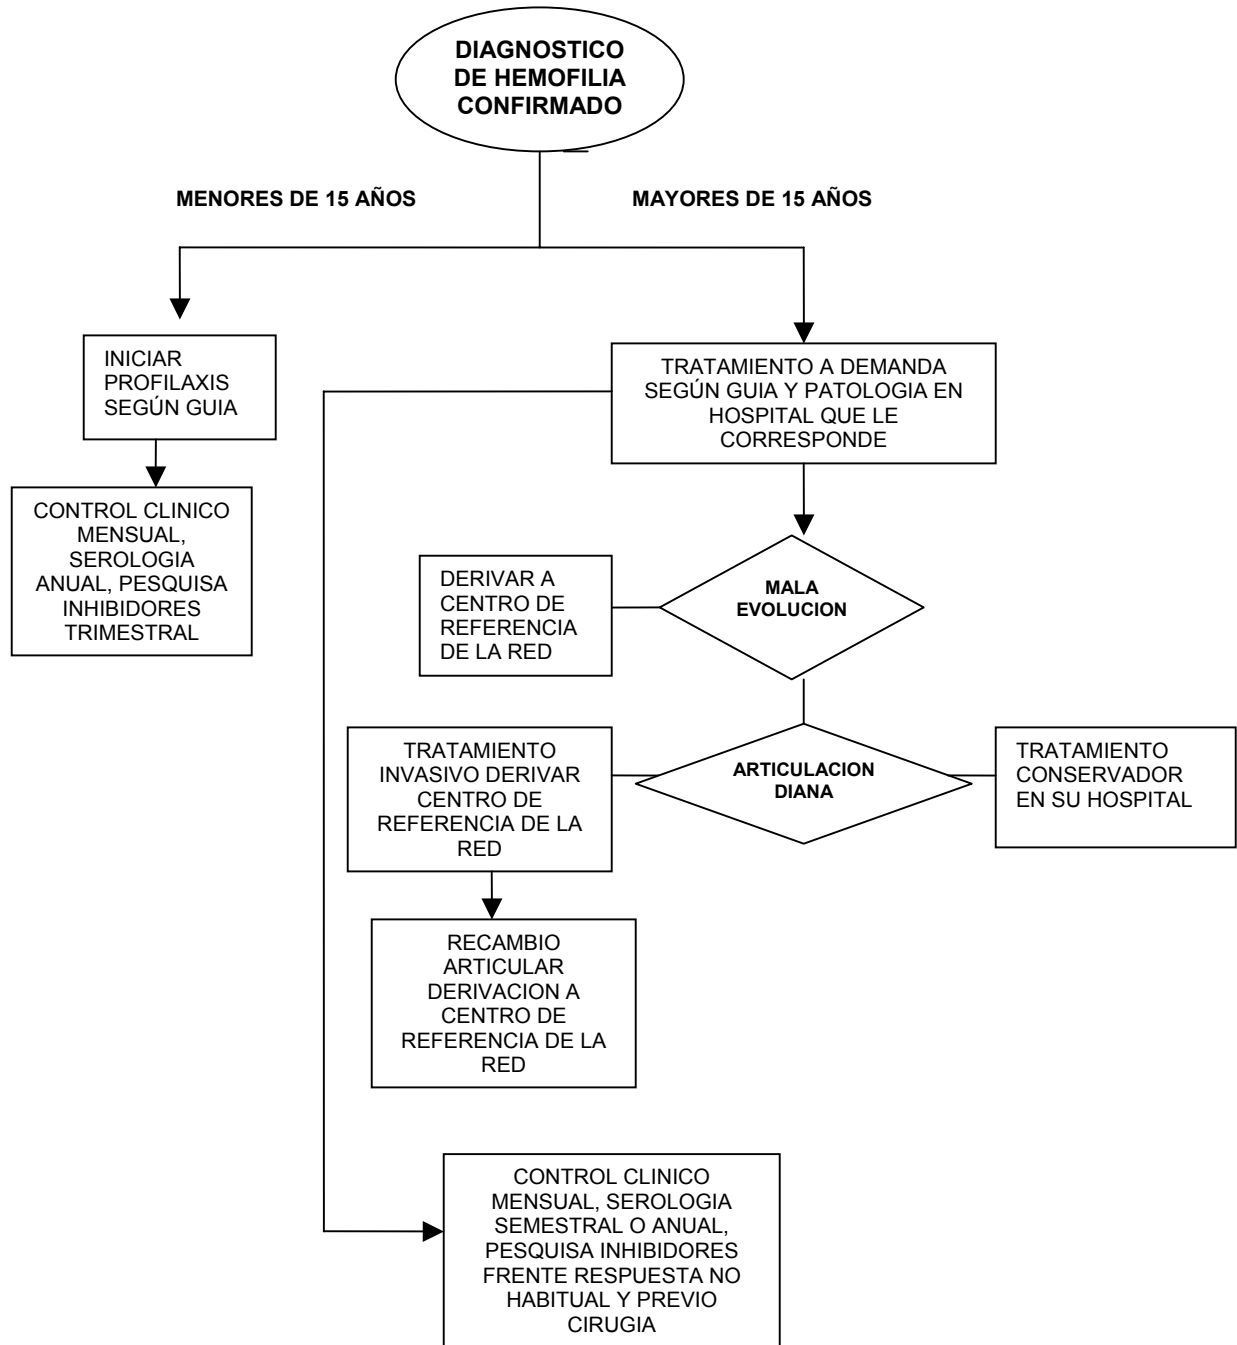 DIAGNOSTICO
DE HEMOFILIA
CONFIRMADO
MENORES DE 15 AÑOS
MAYORES DE 15 AÑOS
INICIAR
PROFILAXIS
SEGÚN GUIA
TRATAMIENTO A DEMANDA
SEGÚN GUIA Y PATOLOGIA EN
HOSPITAL QUE LE
CORRESPONDE
CONTROL CLINICO
MENSUAL,
SEROLOGIA
ANUAL, PESQUISA
INHIBIDORES
TRIMESTRAL
DERIVAR A
CENTRO DE
REFERENCIA
DE LA RED
MALA
EVOLUCION
TRATAMIENTO
INVASIVO DERIVAR
CENTRO DE
REFERENCIA DE LA
RED
ARTICULACION
DIANA
TRATAMIENTO
CONSERVADOR
EN SU HOSPITAL
RECAMBIO
ARTICULAR
DERIVACION A
CENTRO DE
REFERENCIA DE LA
RED
CONTROL CLINICO
MENSUAL, SEROLOGIA
SEMESTRAL O ANUAL,
PESQUISA INHIBIDORES
FRENTE RESPUESTA NO
HABITUAL Y PREVIO
CIRUGIA